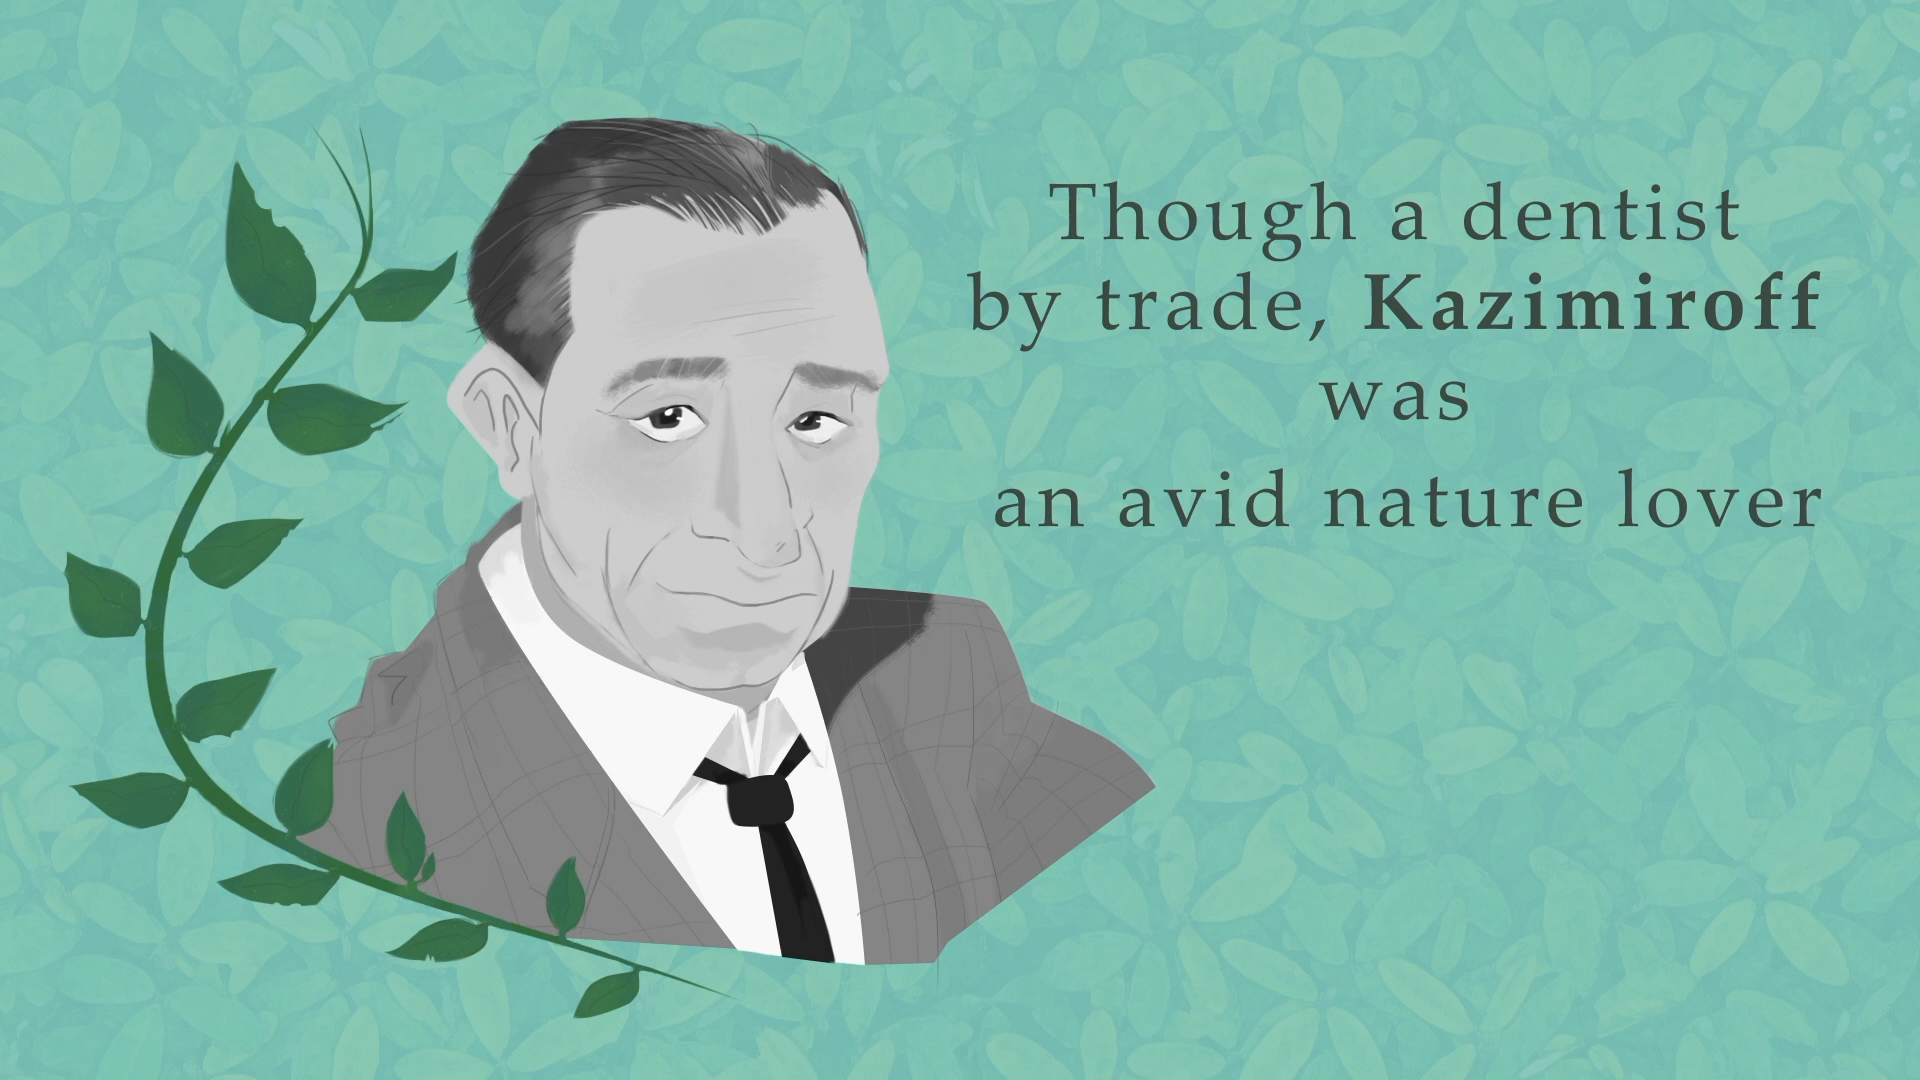 Though a dentist
by trade, Kazimiroff
was
an avid nature lover